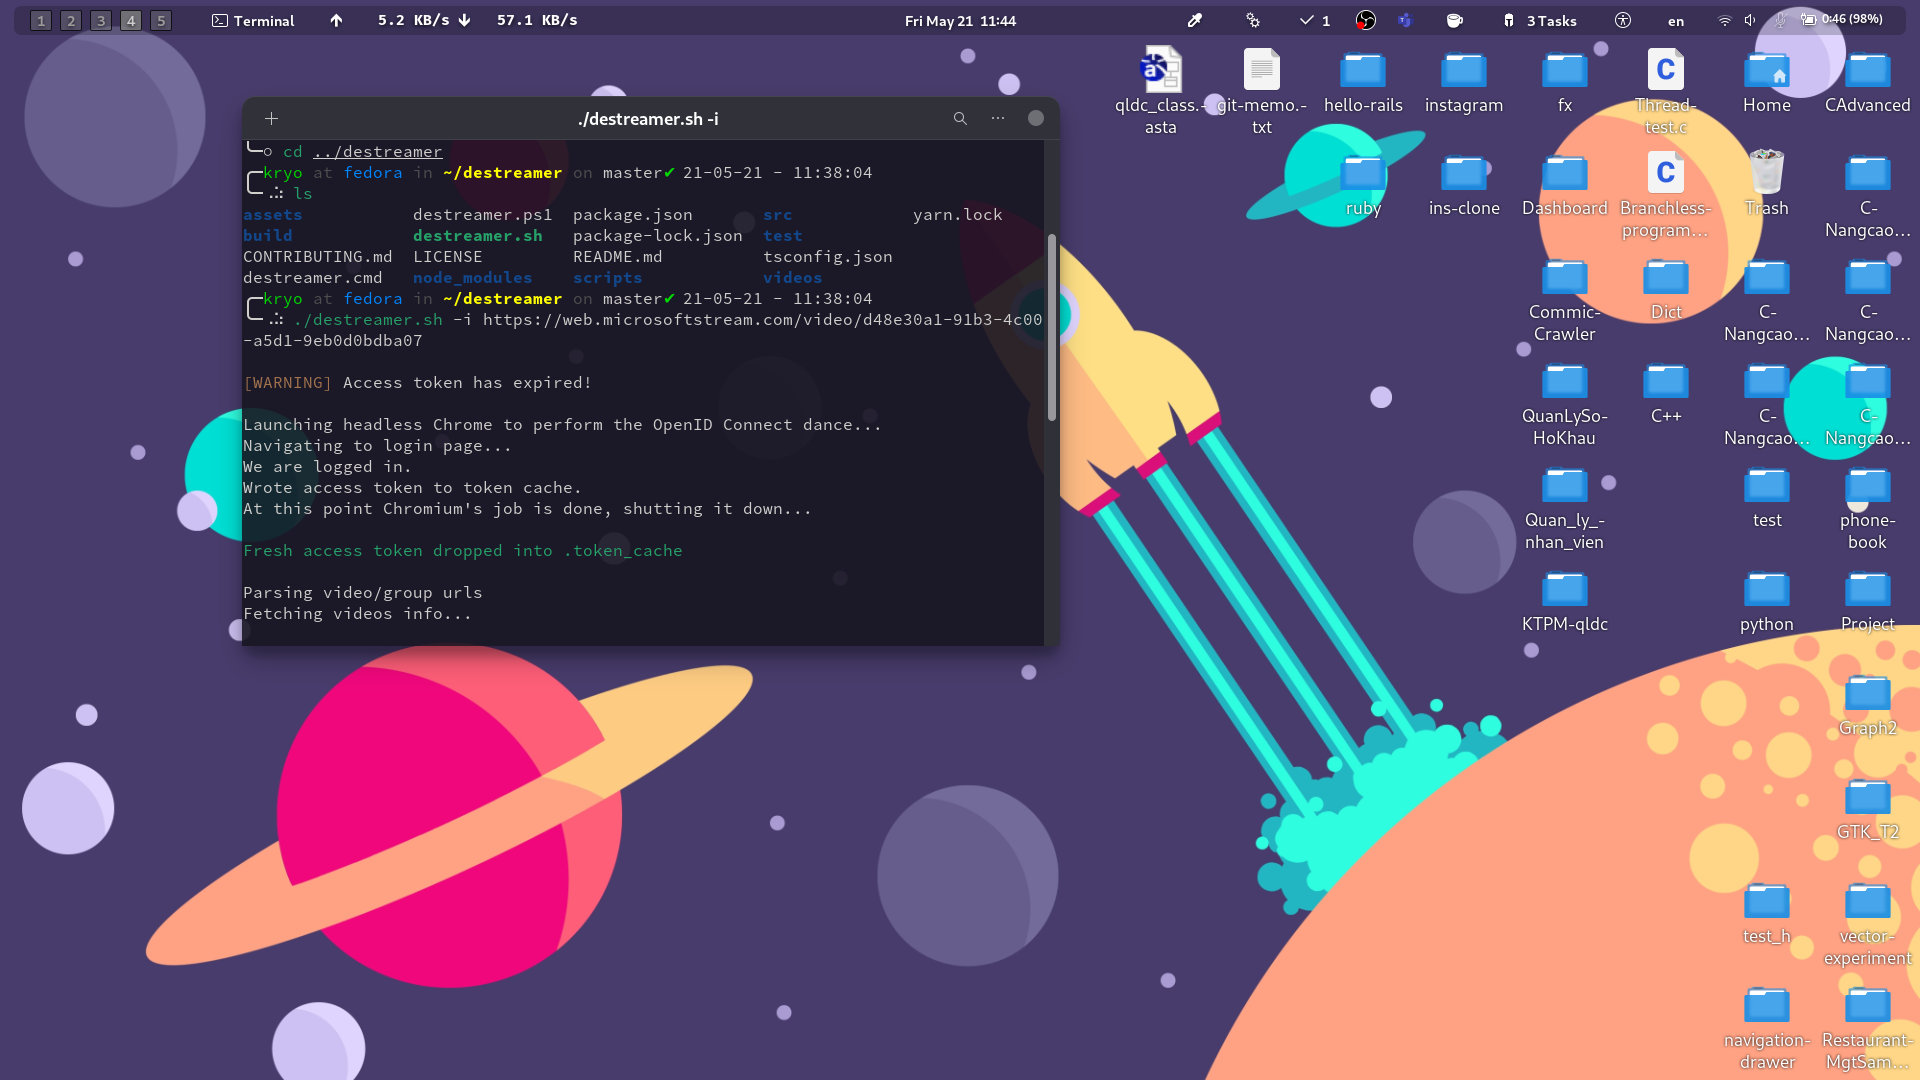 1 2 3 4 5 Terminal 5.2 KB/s 57.1 KB/s Fri May 21 11:44 1 3 Tasks en 0:46 (98%)
./destreamer.sh -i
cd ../destreamer
kryo at fedora in ~/destreamer on master✔ 21-05-21 - 11:38:04
ls
assets destreamer.ps1 package.json src yarn.lock
build destreamer.sh package-lock.json test
CONTRIBUTING.md LICENSE README.md tsconfig.json
destreamer.cmd node_modules scripts videos
kryo at fedora in ~/destreamer on master✔ 21-05-21 - 11:38:04
./destreamer.sh -i https://web.microsoftstream.com/video/d48e30a1-91b3-4c00
-a5d1-9eb0d0bdba07
[WARNING] Access token has expired!
Launching headless Chrome to perform the OpenID Connect dance...
Navigating to login page...
We are logged in.
Wrote access token to token cache.
At this point Chromium's job is done, shutting it down...
Fresh access token dropped into .token_cache
Parsing video/group urls
Fetching videos info...
qldc_class.-
asta
git-memo.-
txt
hello-rails
instagram
fx
Thread-
test.c
Home
CAdvanced
ruby
ins-clone
Dashboard
Branchless-
program...
Trash
C-
Nangcao...
Commic-
Crawler
Dict
C-
Nangcao...
C-
Nangcao...
QuanLySo-
HoKhau
C++
C-
Nangcao...
C-
Nangcao...
Quan_ly_-
nhan_vien
test
phone-
book
KTPM-qldc
python
Project
Graph2
GTK_T2
test_h
vector-
experiment
navigation-
drawer
Restaurant-
MgtSam...